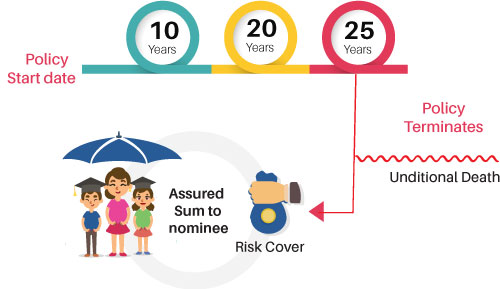 10
Years
20
Years
25
Years
Policy
Start date
Policy
Terminates
Unditional Death
Assured
Sum to
nominee
Risk Cover